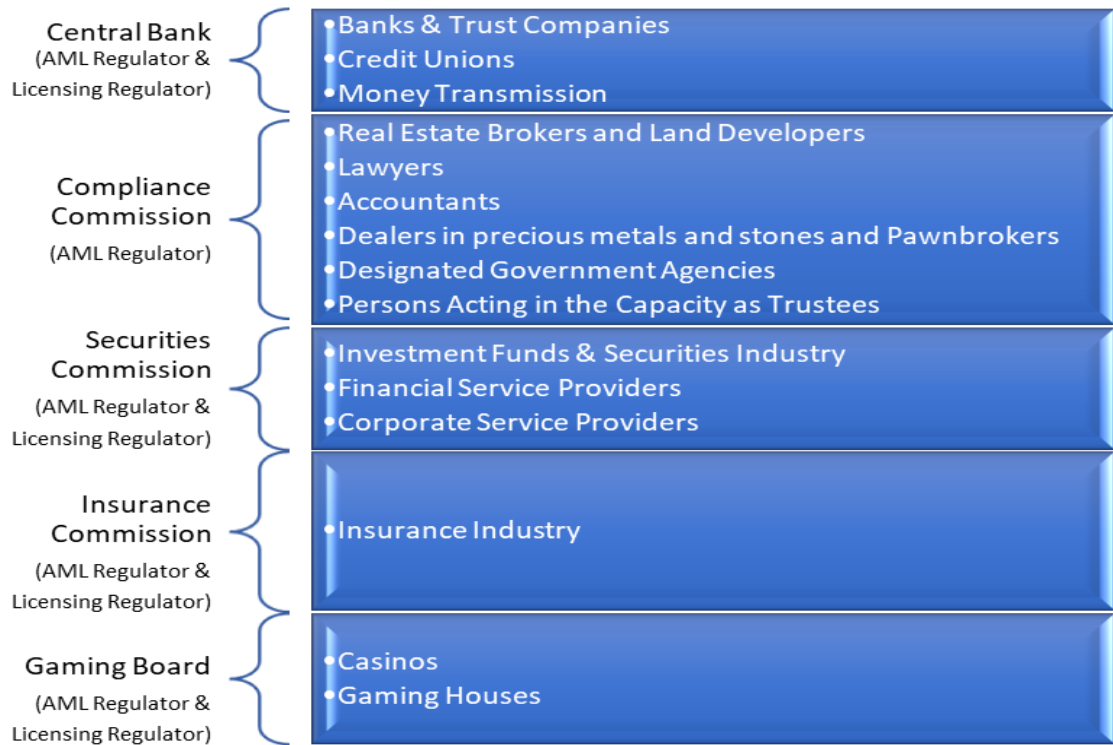 Central Bank
(AML Regulator &
Licensing Regulator)
•Banks & Trust Companies
•Credit Unions
•Money Transmission
Compliance
Commission
(AML Regulator)
•Real Estate Brokers and Land Developers
•Lawyers
•Accountants
•Dealers in precious metals and stones and Pawnbrokers
•Designated Government Agencies
•Persons Acting in the Capacity as Trustees
Securities
Commission
(AML Regulator &
Licensing Regulator)
•Investment Funds & Securities Industry
•Financial Service Providers
•Corporate Service Providers
Insurance
Commission
(AML Regulator &
Licensing Regulator)
•Insurance Industry
Gaming Board
(AML Regulator &
Licensing Regulator)
•Casinos
•Gaming Houses